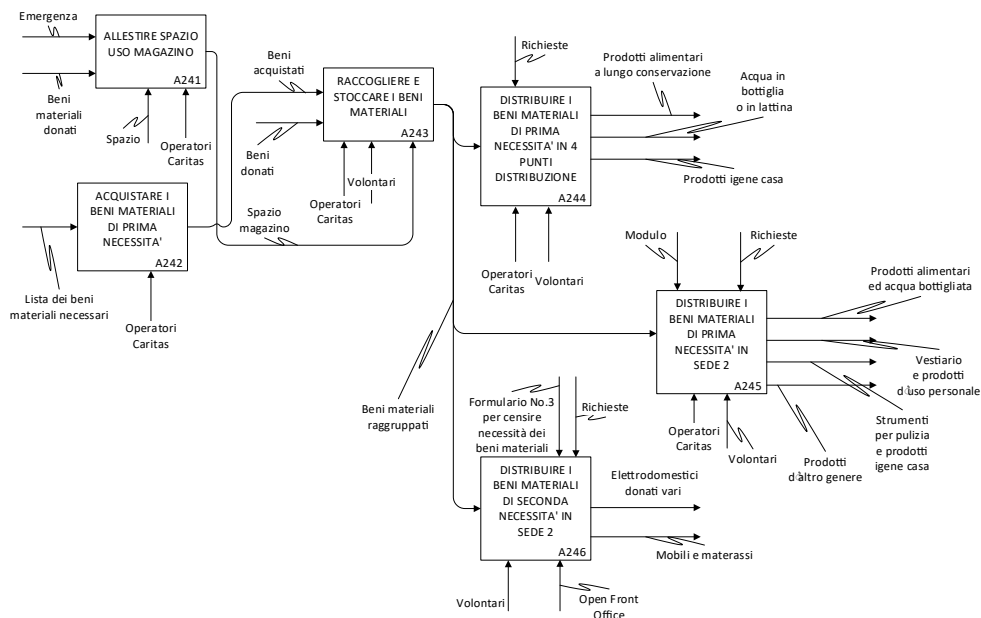 Emergenza
ALLESTIRE SPAZIO
USO MAGAZINO
A241
Beni
materiali
donati
Spazio
Operatori
Caritas
ACQUISTARE I
BENI MATERIALI
DI PRIMA
NECESSITA'
A242
Lista dei beni
materiali necessari
Operatori
Caritas
Beni
acquistati
RACCOGLIERE E
STOCCARE I BENI
MATERIALI
A243
Beni
donati
Volontari
Operatori
Caritas
Spazio
magazino
Beni materiali
raggruppati
Richieste
DISTRIBUIRE I
BENI MATERIALI
DI PRIMA
NECESSITA' IN 4
PUNTI
DISTRIBUZIONE
A244
Prodotti alimentari
a lungo conservazione
Acqua in
bottiglia
o in lattina
Prodotti igene casa
Operatori
Caritas
Volontari
Modulo
Richieste
DISTRIBUIRE I
BENI MATERIALI
DI PRIMA
NECESSITA' IN
SEDE 2
A245
Prodotti alimentari
ed acqua bottigliata
Vestiario
e prodotti
d'uso personale
Strumenti
per pulizia
e prodotti
igene casa
Prodotti
d'altro genere
Operatori
Caritas
Volontari
Formulario No.3
per censire
necessità dei
beni materiali
Richieste
DISTRIBUIRE I
BENI MATERIALI
DI SECONDA
NECESSITA' IN
SEDE 2
A246
Elettrodomestici
donati vari
Mobili e materassi
Volontari
Open Front
Office